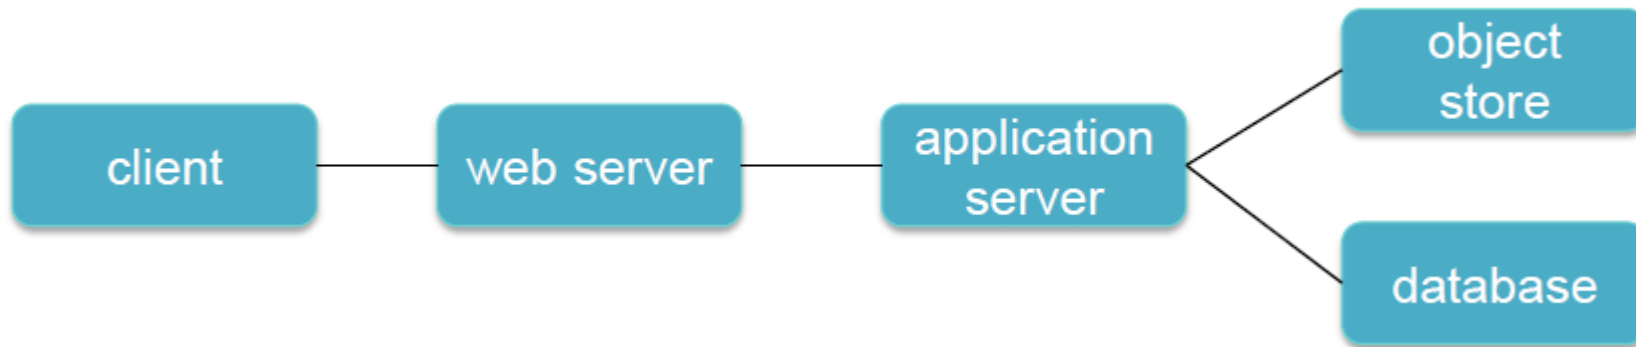 client
web server
application
server
object
store
database